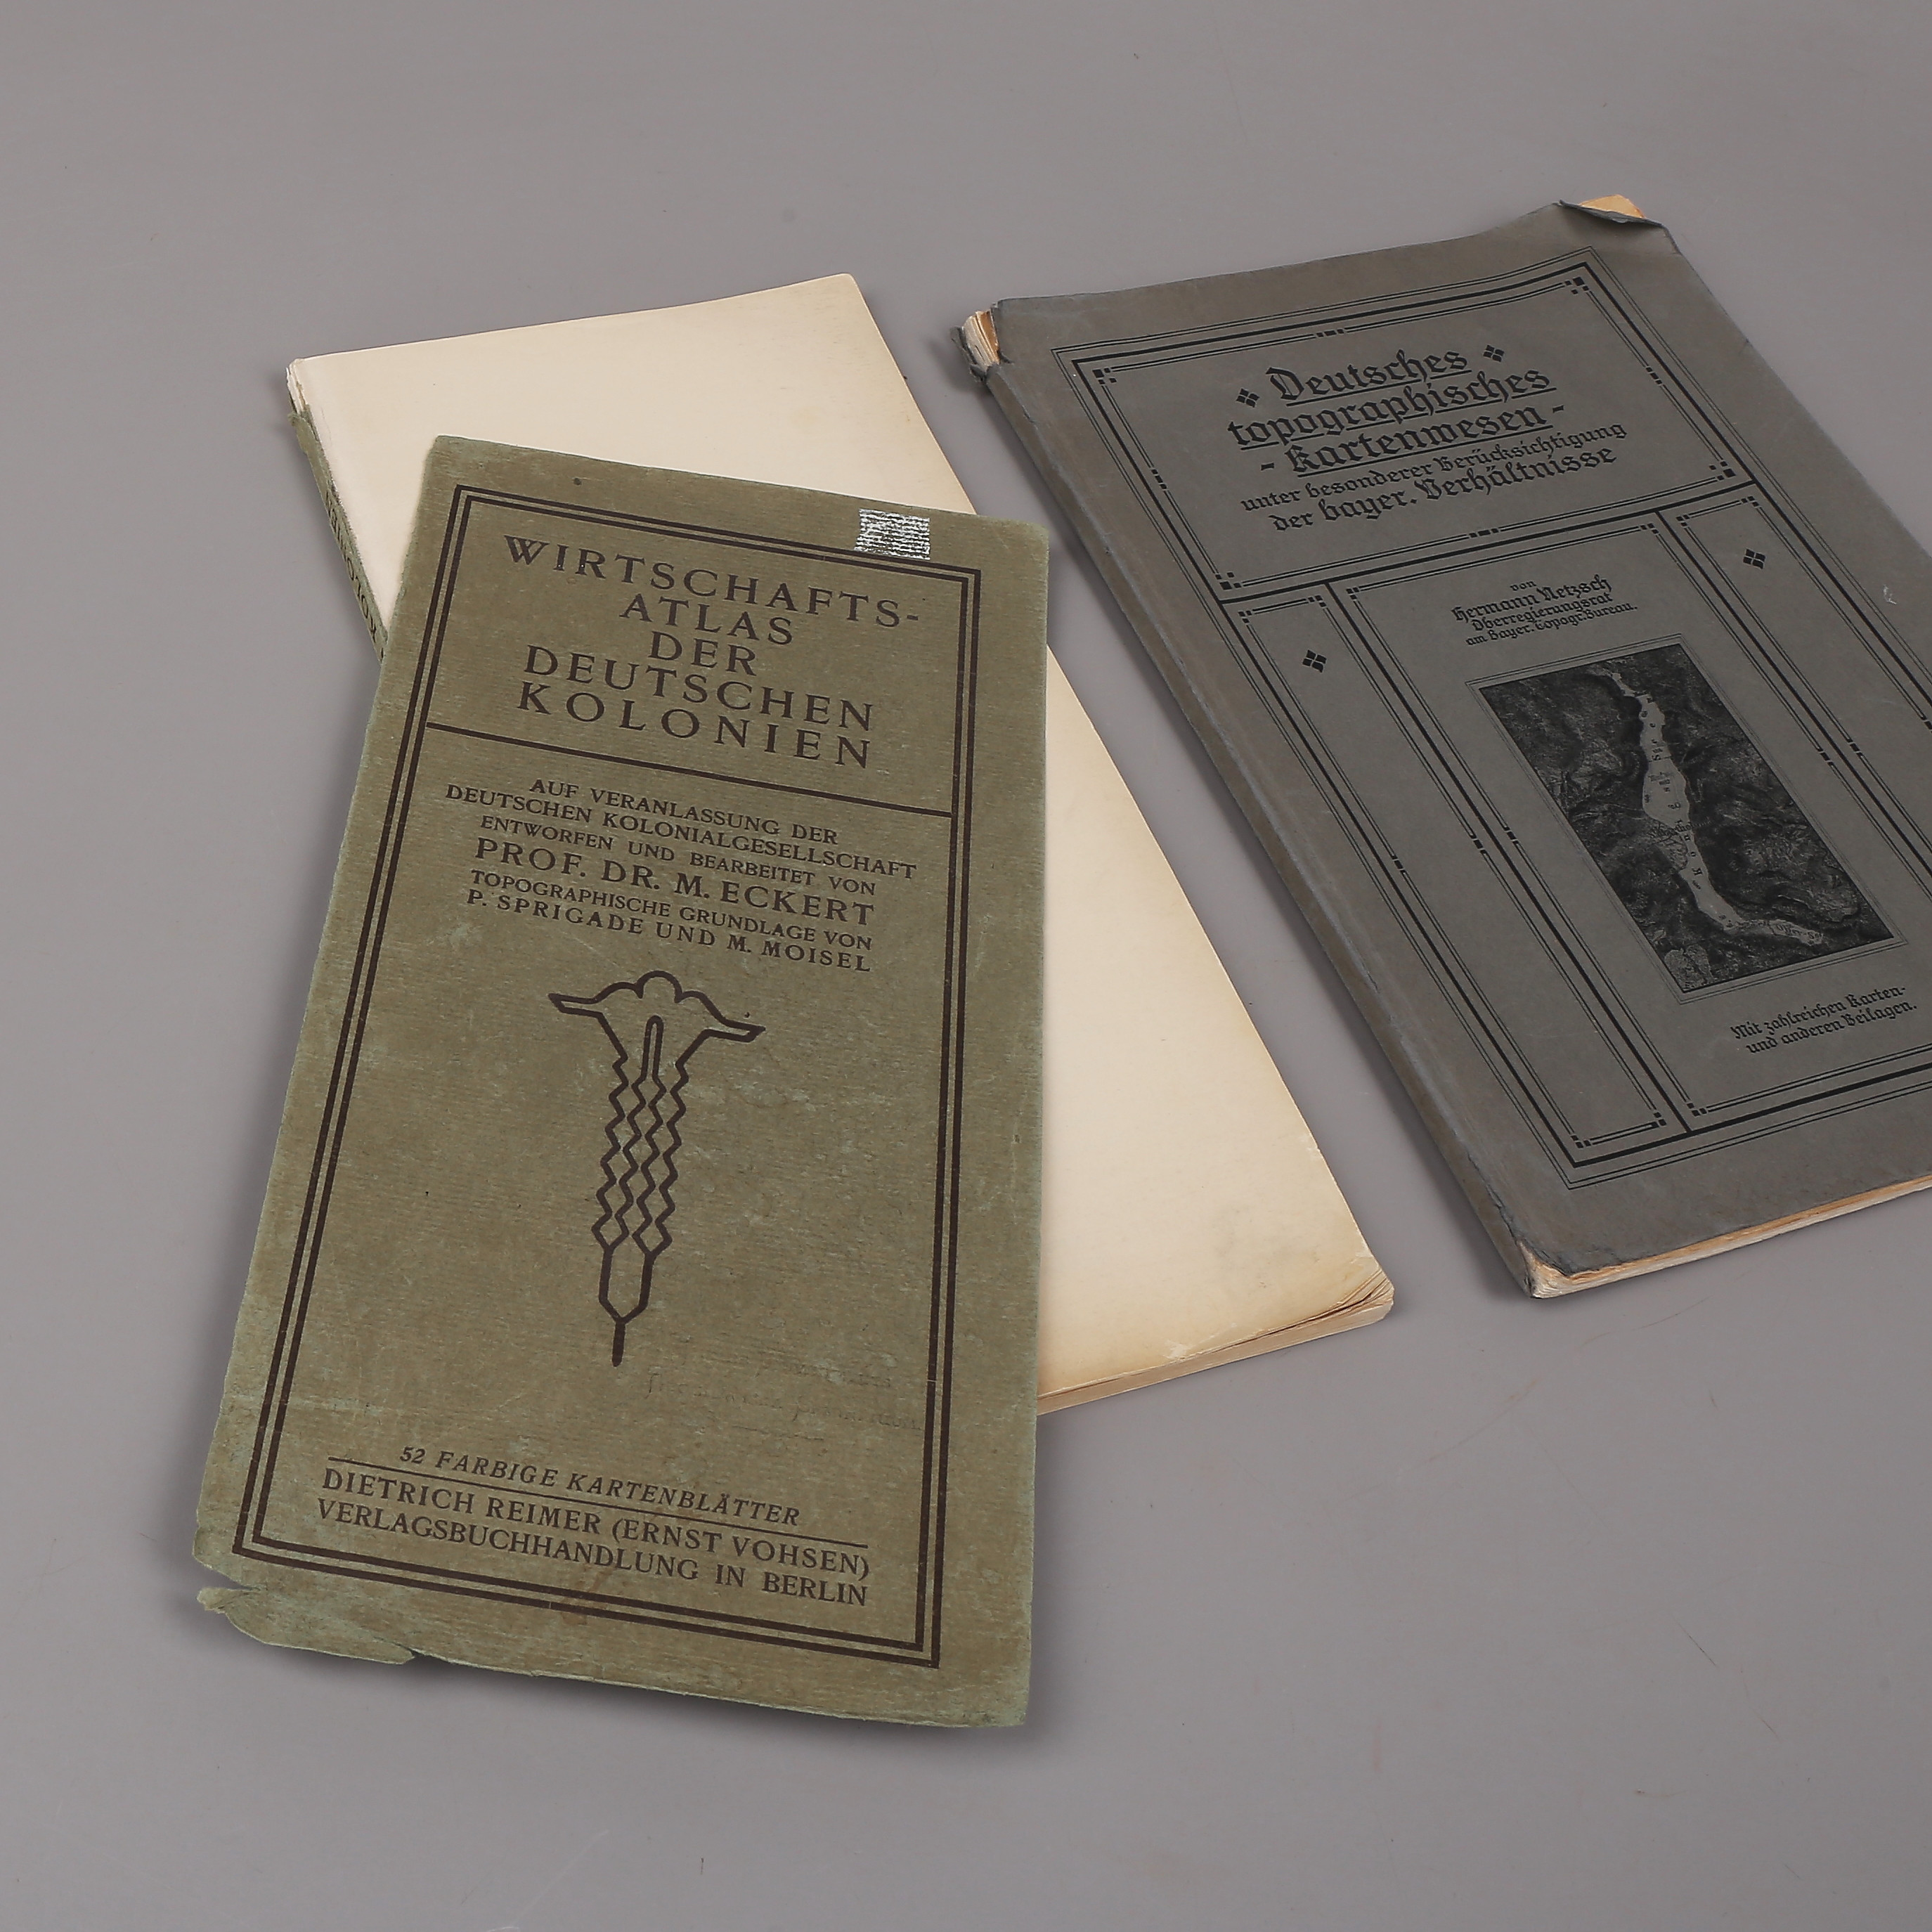 WIRTSCHAFTS-
ATLAS
DER
DEUTSCHEN
KOLONIEN
AUF VERANLASSUNG DER
DEUTSCHEN KOLONIALGESELLSCHAFT
ENTWORFEN UND BEARBEITET VON
PROF. DR. M. ECKERT
TOPOGRAPHISCHE GRUNDLAGE VON
P. SPRIGADE UND M. MOISEL
52 FARBIGE KARTENBLÄTTER
DIETRICH REIMER (ERNST VOHSEN)
VERLAGSBUCHHANDLUNG IN BERLIN
Deutsches
topographisches
- Kartenwesen -
unter besonderer Berücksichtigung
der bayer. Verhältnisse
von
Hermann Netzsch
Oberregierungsrat
am Bayer. Topogr. Bureau.
Mit zahlreichen Karten-
und anderen Beilagen.